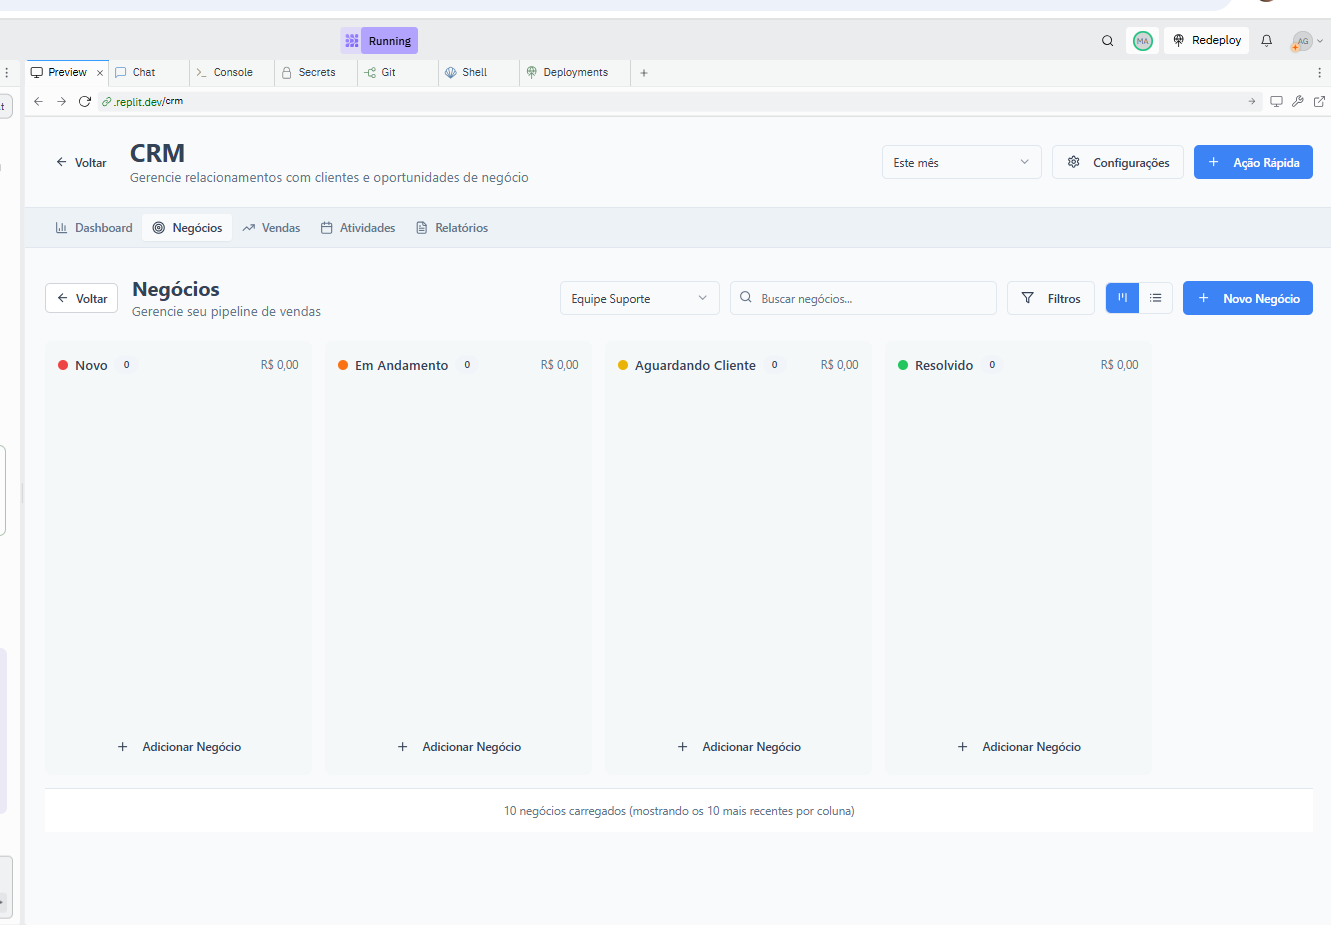 Running
MA
Redeploy
AG
Preview
Chat
Console
Secrets
Git
Shell
Deployments
.replit.dev/crm
Voltar
CRM
Gerencie relacionamentos com clientes e oportunidades de negócio
Este mês
Configurações
Ação Rápida
Dashboard
Negócios
Vendas
Atividades
Relatórios
Voltar
Negócios
Gerencie seu pipeline de vendas
Equipe Suporte
Buscar negócios...
Filtros
Novo Negócio
Novo 0 R$ 0,00
Em Andamento 0 R$ 0,00
Aguardando Cliente 0 R$ 0,00
Resolvido 0 R$ 0,00
Adicionar Negócio
Adicionar Negócio
Adicionar Negócio
Adicionar Negócio
10 negócios carregados (mostrando os 10 mais recentes por coluna)